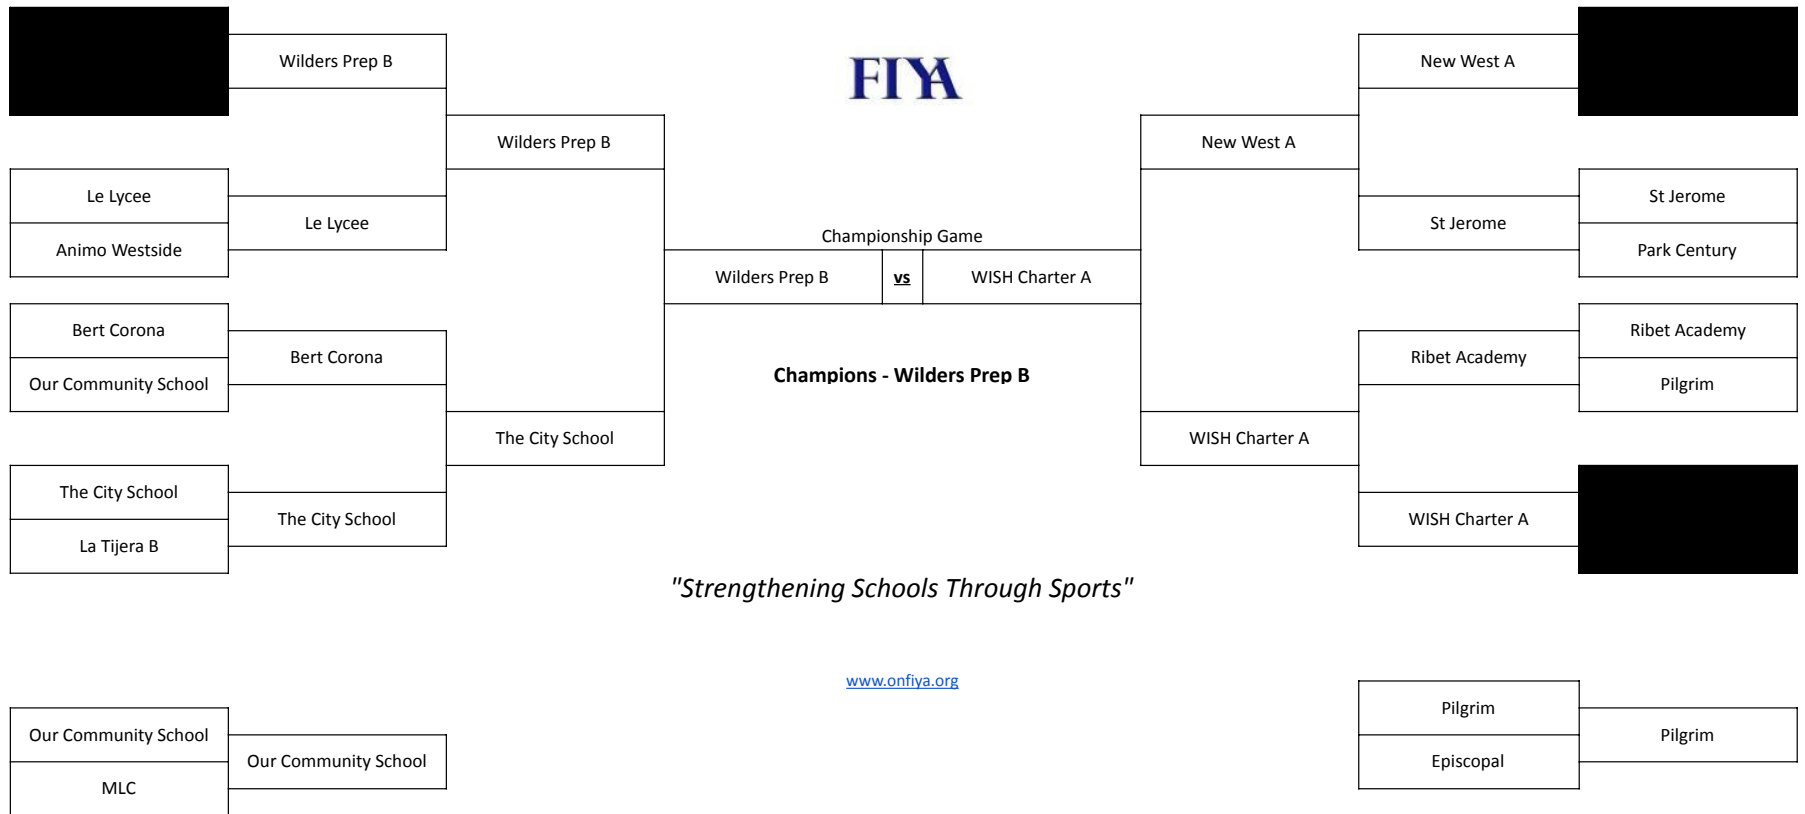 Wilders Prep B
FIYA
New West A
Wilders Prep B
New West A
Le Lycee
St Jerome
Le Lycee
St Jerome
Championship Game
Animo Westside
Park Century
Wilders Prep B
vs
WISH Charter A
Bert Corona
Ribet Academy
Bert Corona
Ribet Academy
Champions - Wilders Prep B
Our Community School
Pilgrim
The City School
WISH Charter A
The City School
The City School
WISH Charter A
La Tijera B
"Strengthening Schools Through Sports"
www.onfiya.org
Pilgrim
Our Community School
Pilgrim
Our Community School
Episcopal
MLC